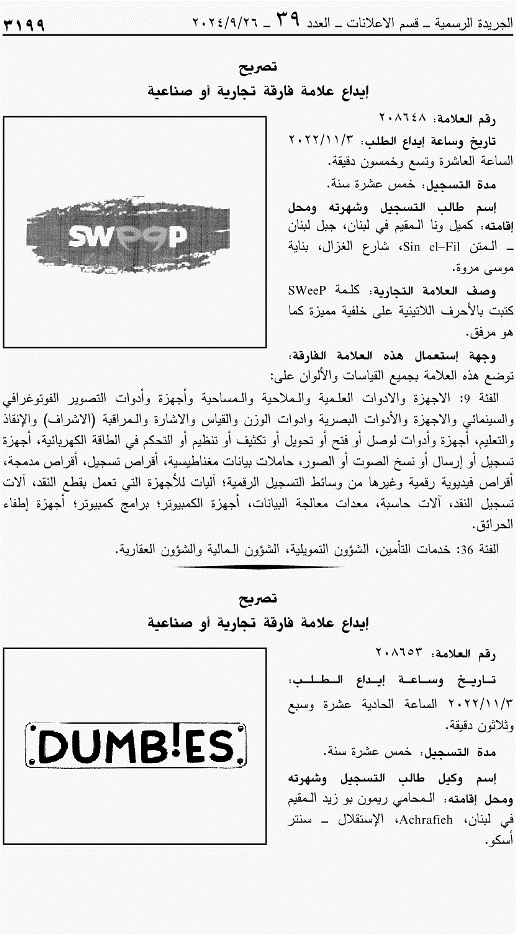 الجريدة الرسمية ــ قسم الاعلانات ــ العدد ٣٩ ــ ٢٠٢٤/٩/٢٦
٣١٩٩
تصريح
إيداع علامة فارقة تجارية أو صناعية
رقم العلامة: ٢٠٨٦٤٨
تاريخ وساعة إيداع الطلب: ٢٠٢٢/١١/٣
الساعة العاشرة وتسع وخمسون دقيقة.
مدة التسجيل: خمس عشرة سنة.
إسم طالب التسجيل وشهرته ومحل
إقامته: كميل ونا المقيم في لبنان، جبل لبنان
ــ المتن Sin el–Fil، شارع الغزال، بناية
موسى مروة.
وصف العلامة التجارية: كلمة SWeeP
كتبت بالأحرف اللاتينية على خلفية مميزة كما
هو مرفق.
وجهة إستعمال هذه العلامة الفارقة:
توضع هذه العلامة بجميع القياسات والألوان على:
SWeeP
الفئة 9: الاجهزة والادوات العلمية والملاحية والمساحية وأجهزة وأدوات التصوير الفوتوغرافي
والسينمائي والاجهزة والأدوات البصرية وادوات الوزن والقياس والاشارة والمراقبة (الاشراف) والإنقاذ
والتعليم، أجهزة وأدوات لوصل أو فتح أو تحويل أو تكثيف أو تنظيم أو التحكم في الطاقة الكهربائية، أجهزة
تسجيل أو إرسال أو نسخ الصوت أو الصور، حاملات بيانات مغناطيسية، أقراص تسجيل، أقراص مدمجة،
أقراص فيديوية رقمية وغيرها من وسائط التسجيل الرقمية؛ آليات للأجهزة التي تعمل بقطع النقد، آلات
تسجيل النقد، آلات حاسبة، معدات معالجة البيانات، أجهزة الكمبيوتر؛ برامج كمبيوتر؛ أجهزة إطفاء
الحرائق.
الفئة 36: خدمات التأمين، الشؤون التمويلية، الشؤون المالية والشؤون العقارية.
تصريح
إيداع علامة فارقة تجارية أو صناعية
رقم العلامة: ٢٠٨٦٥٣
تاريخ وساعة إيداع الطلب:
٢٠٢٢/١١/٣ الساعة الحادية عشرة وسبع
وثلاثون دقيقة.
مدة التسجيل: خمس عشرة سنة.
إسم وكيل طالب التسجيل وشهرته
ومحل إقامته: المحامي ريمون بو زيد المقيم
في لبنان، Achrafieh، الإستقلال ــ سنتر
أسكو.
DUMB!ES